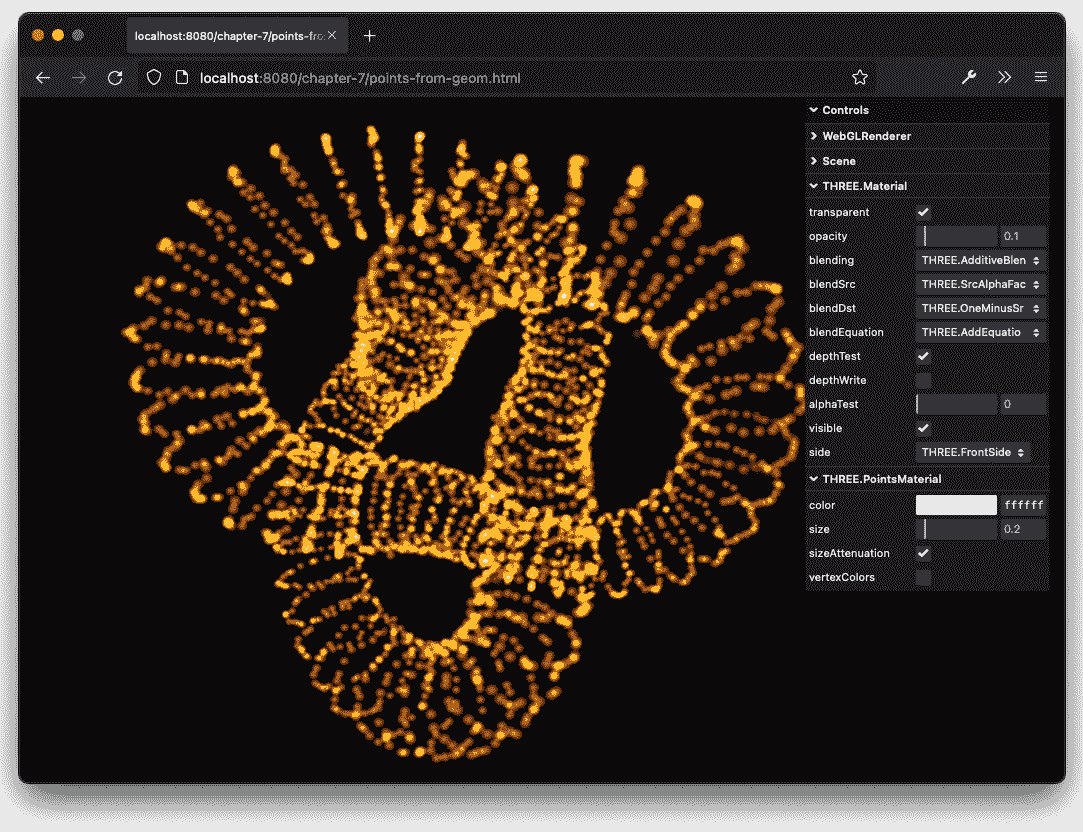 localhost:8080/chapter-7/points-fro
localhost:8080/chapter-7/points-from-geom.html
Controls
WebGLRenderer
Scene
THREE.Material
transparent
opacity 0.1
blending THREE.AdditiveBlen
blendSrc THREE.SrcAlphaFac
blendDst THREE.OneMinusSr
blendEquation THREE.AddEquatio
depthTest
depthWrite
alphaTest 0
visible
side THREE.FrontSide
THREE.PointsMaterial
color ffffff
size 0.2
sizeAttenuation
vertexColors